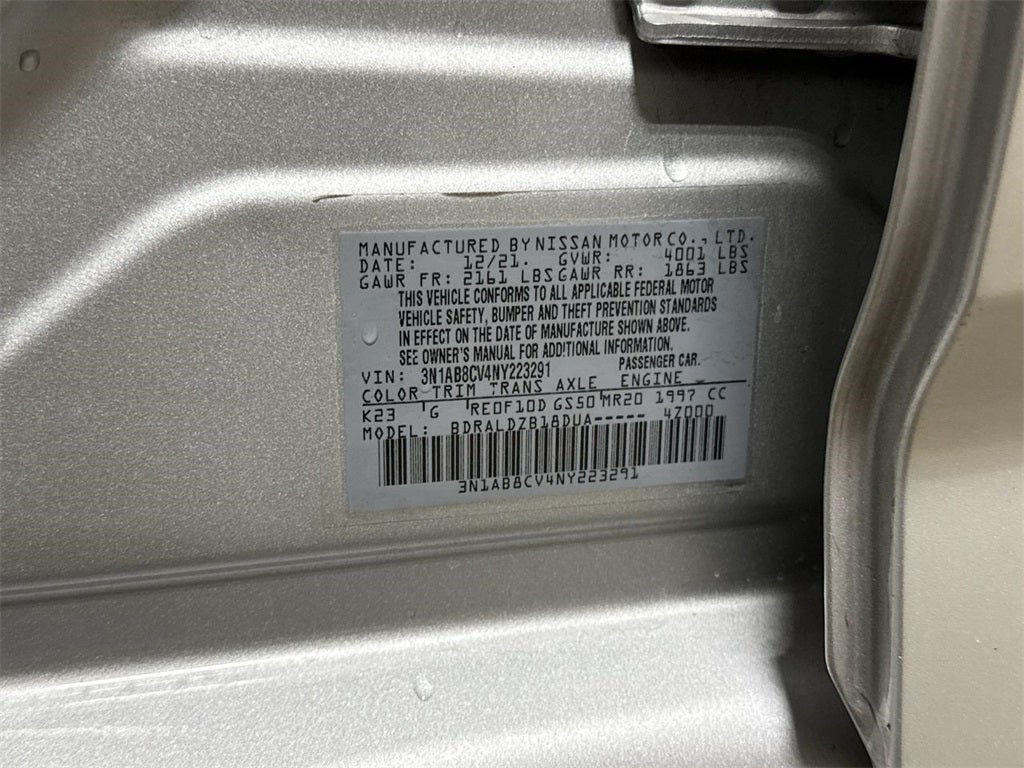 MANUFACTURED BY NISSAN MOTOR CO., LTD.
DATE: 12/21. GVWR: 4001 LBS
GAWR FR: 2161 LBS GAWR RR: 1863 LBS
THIS VEHICLE CONFORMS TO ALL APPLICABLE FEDERAL MOTOR
VEHICLE SAFETY, BUMPER AND THEFT PREVENTION STANDARDS
IN EFFECT ON THE DATE OF MANUFACTURE SHOWN ABOVE.
SEE OWNER'S MANUAL FOR ADDITIONAL INFORMATION.
VIN: 3N1AB8CV4NY223291 PASSENGER CAR.
COLOR TRIM TRANS AXLE ENGINE
K23 G RE0F10D GS50 MR20 1997 CC
MODEL: BDRALDZB18DUA----- 4Z000
3N1AB8CV4NY223291